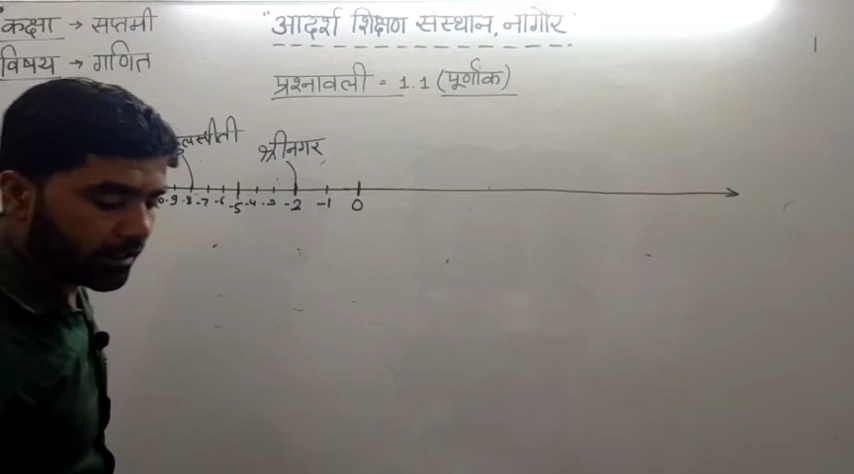 कक्षा → सप्तमी
"आदर्श शिक्षण संस्थान, नागौर"
विषय → गणित
प्रश्नावली = 1.1 (पूर्णांक)
श्रीनगर
-9 -8 -7 -6 -5 -4 -3 -2 -1 0